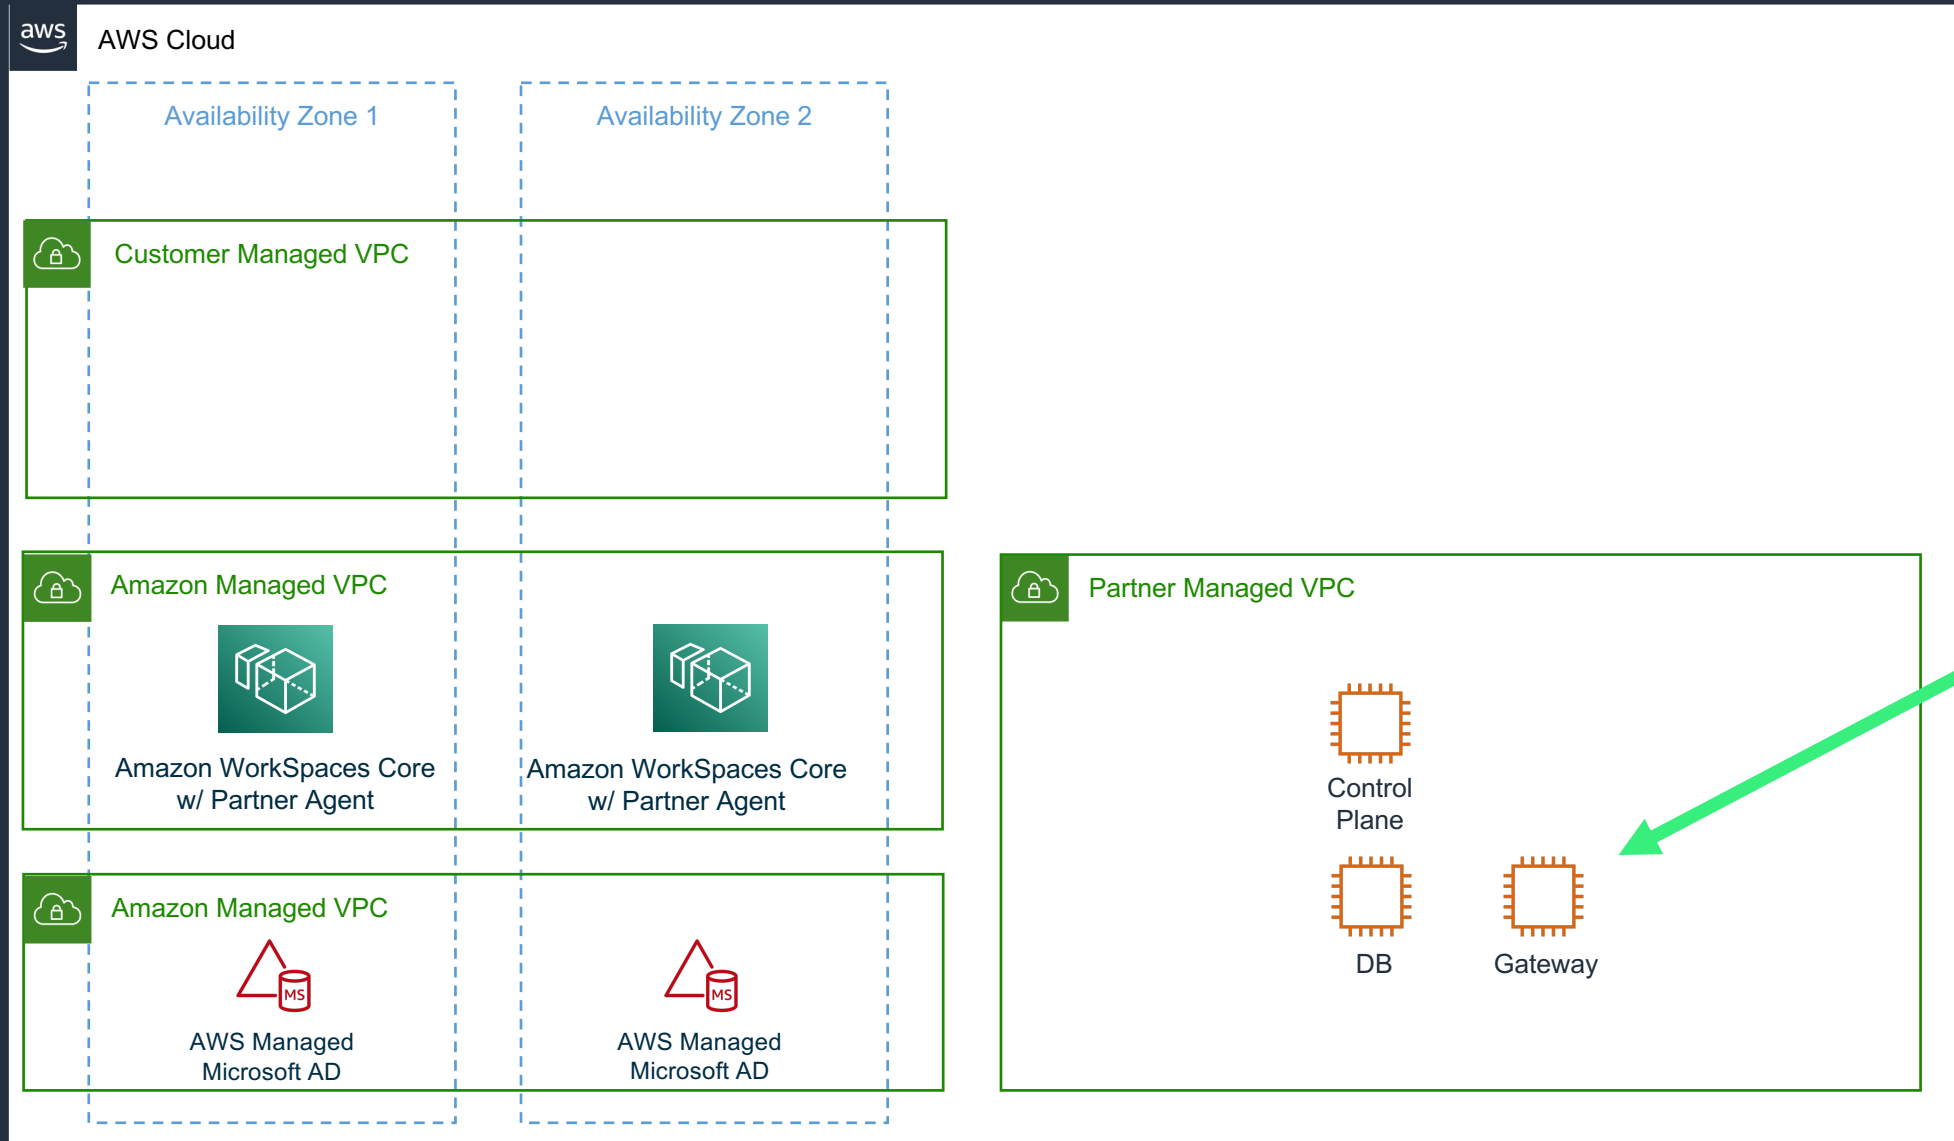 aws
AWS Cloud
Availability Zone 1
Availability Zone 2
Customer Managed VPC
Amazon Managed VPC
Amazon WorkSpaces Core
w/ Partner Agent
Amazon WorkSpaces Core
w/ Partner Agent
Amazon Managed VPC
MS
AWS Managed
Microsoft AD
MS
AWS Managed
Microsoft AD
Partner Managed VPC
Control
Plane
DB
Gateway